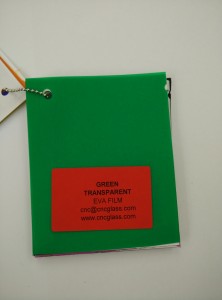 GREEN
TRANSPARENT
EVA FILM
cnc@cncglass.com
www.cncglass.com